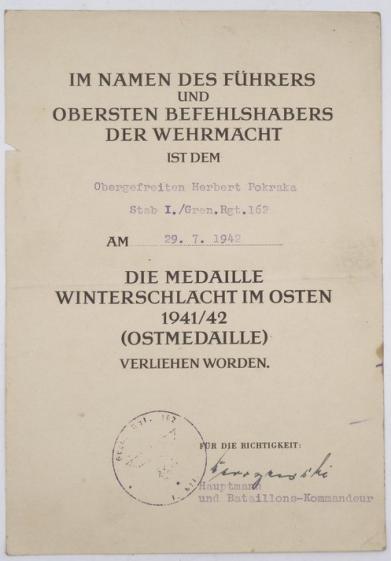 IM NAMEN DES FÜHRERS
UND
OBERSTEN BEFEHLSHABERS
DER WEHRMACHT
IST DEM
Obergefreiten Herbert Pokraka
Stab I./Gren.Rgt.162
AM 29. 7. 1942
DIE MEDAILLE
WINTERSCHLACHT IM OSTEN
1941/42
(OSTMEDAILLE)
VERLIEHEN WORDEN.
FÜR DIE RICHTIGKEIT:
Hauptmann
und Bataillons-Kommandeur